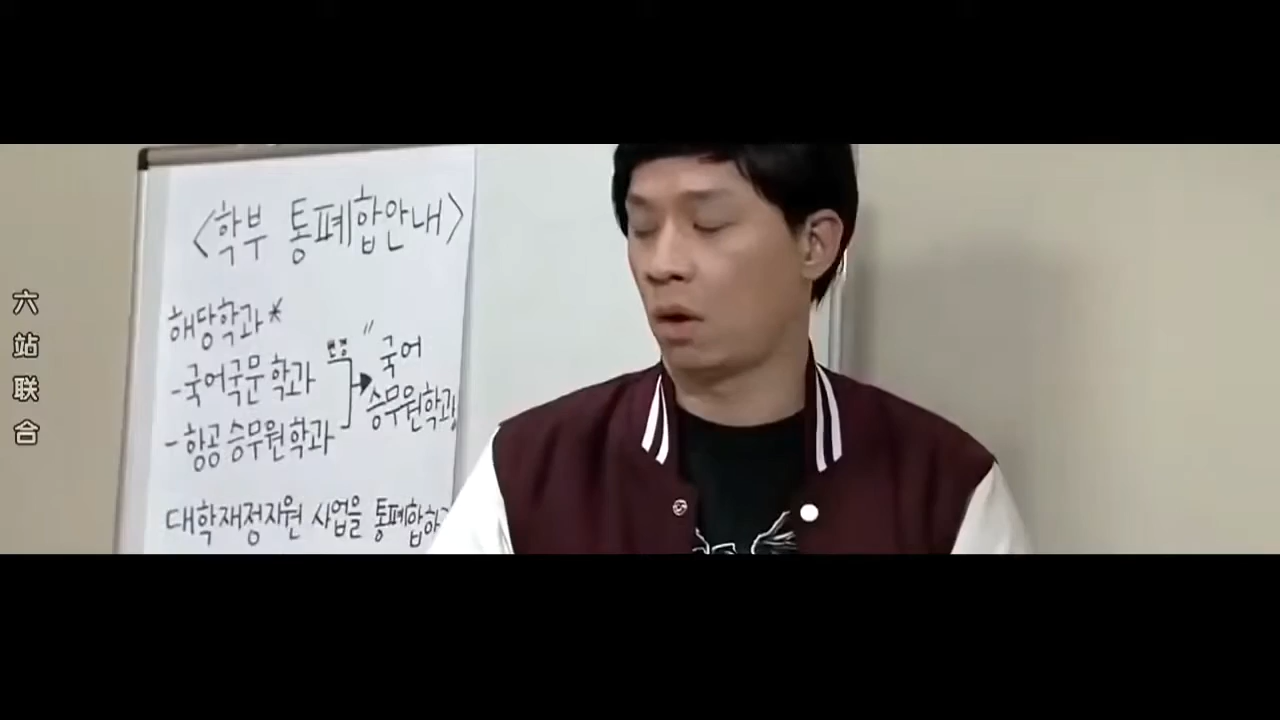 六站联合
<학부 통폐합안내>
해당학과*
변경
"국어
-국어국문학과
승무원학과
-항공승무원학과
대학재정지원 사업을 통폐합하